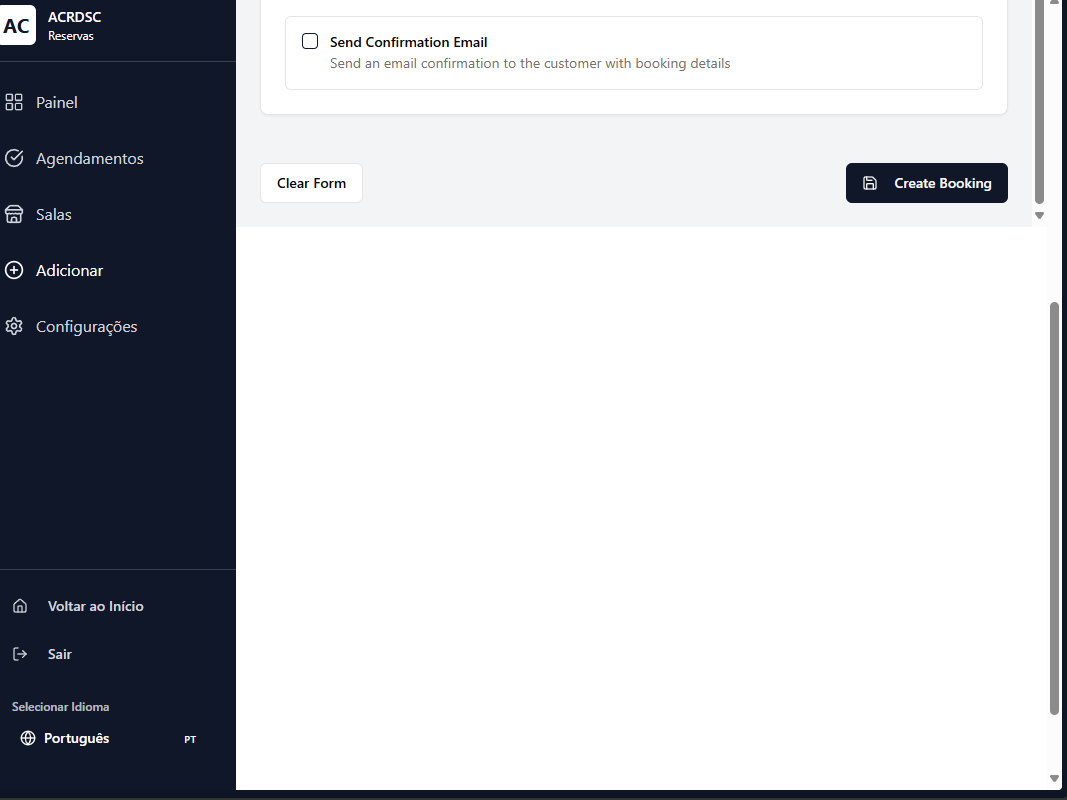 AC
ACRDSC
Reservas
Painel
Agendamentos
Salas
Adicionar
Configurações
Voltar ao Início
Sair
Selecionar Idioma
Português
PT
Send Confirmation Email
Send an email confirmation to the customer with booking details
Clear Form
Create Booking